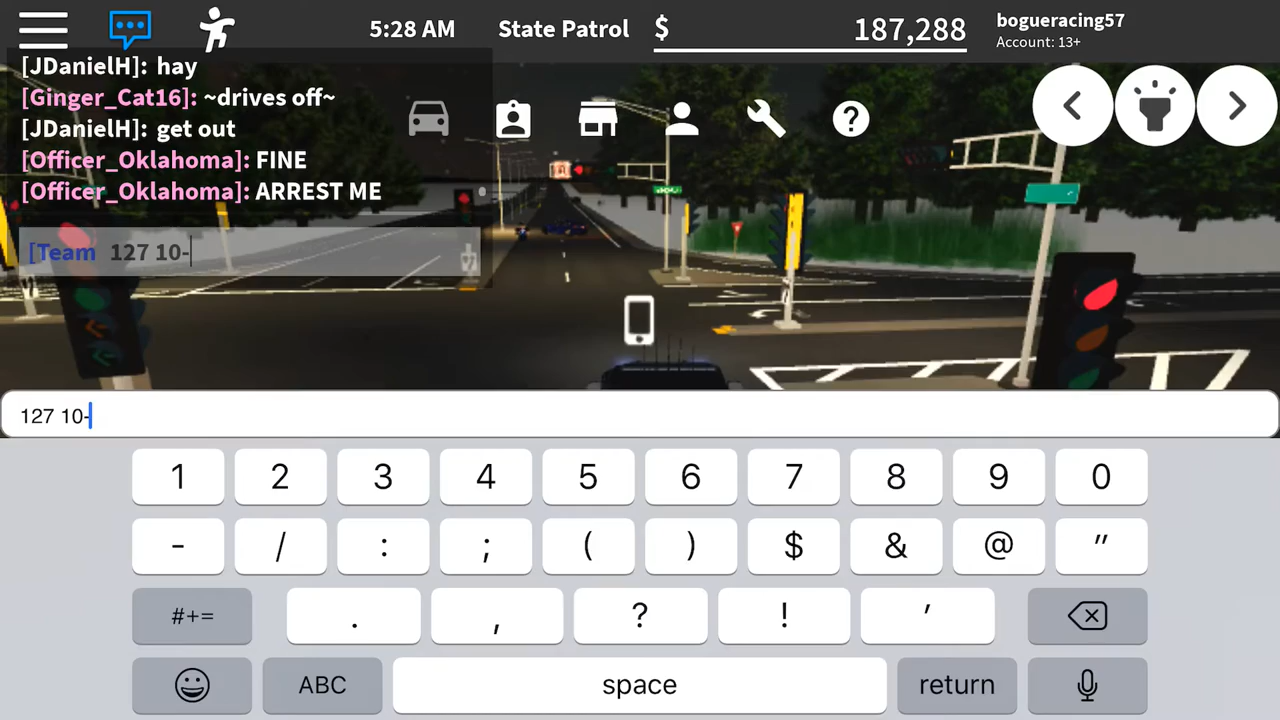 5:28 AM State Patrol $ 187,288 bogueracing57
Account: 13+
[JDanielH]: hay
[Ginger_Cat16]: ~drives off~
[JDanielH]: get out
[Officer_Oklahoma]: FINE
[Officer_Oklahoma]: ARREST ME
[Team 127 10-
127 10-
1 2 3 4 5 6 7 8 9 0
- / : ; ( ) $ & @ "
#+= . , ? ! '
ABC space return